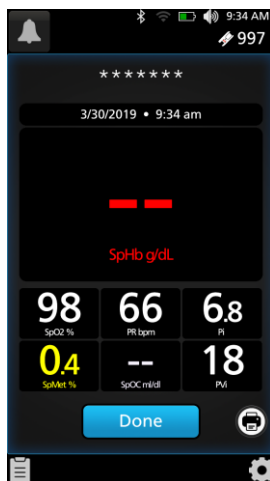 9:34 AM
997
*******
3/30/2019 • 9:34 am
--
SpHb g/dL
98 66 6.8
SpO2 % PR bpm Pi
0.4 -- 18
SpMet % SpOC ml/dl PVi
Done